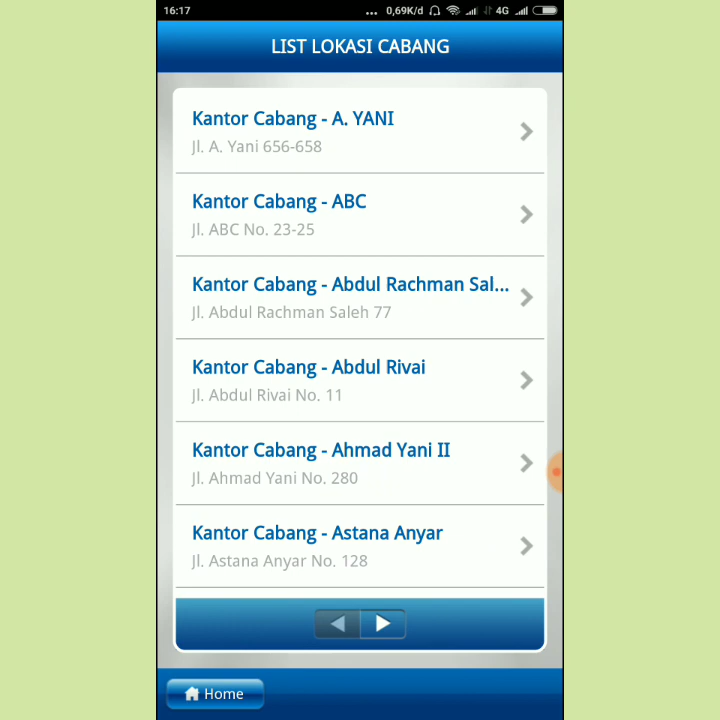 16:17 ... 0,69K/d 4G
LIST LOKASI CABANG
Kantor Cabang - A. YANI
Jl. A. Yani 656-658
Kantor Cabang - ABC
Jl. ABC No. 23-25
Kantor Cabang - Abdul Rachman Sal...
Jl. Abdul Rachman Saleh 77
Kantor Cabang - Abdul Rivai
Jl. Abdul Rivai No. 11
Kantor Cabang - Ahmad Yani II
Jl. Ahmad Yani No. 280
Kantor Cabang - Astana Anyar
Jl. Astana Anyar No. 128
Home